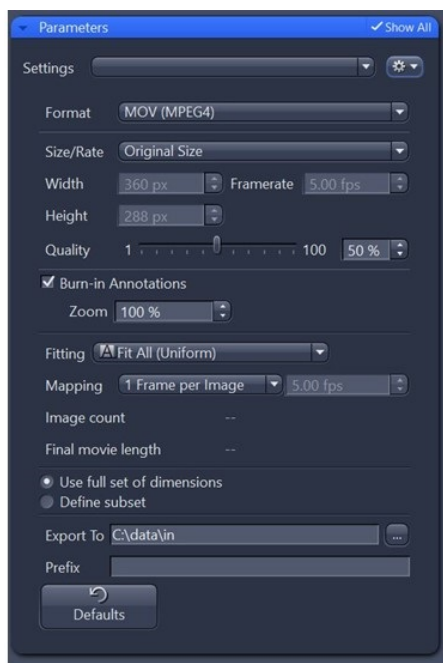 Parameters Show All
Settings
Format MOV (MPEG4)
Size/Rate Original Size
Width 360 px Framerate 5.00 fps
Height 288 px
Quality 1 100 50 %
Burn-in Annotations
Zoom 100 %
Fitting A Fit All (Uniform)
Mapping 1 Frame per Image 5.00 fps
Image count --
Final movie length --
Use full set of dimensions
Define subset
Export To C:\data\in ...
Prefix
Defaults